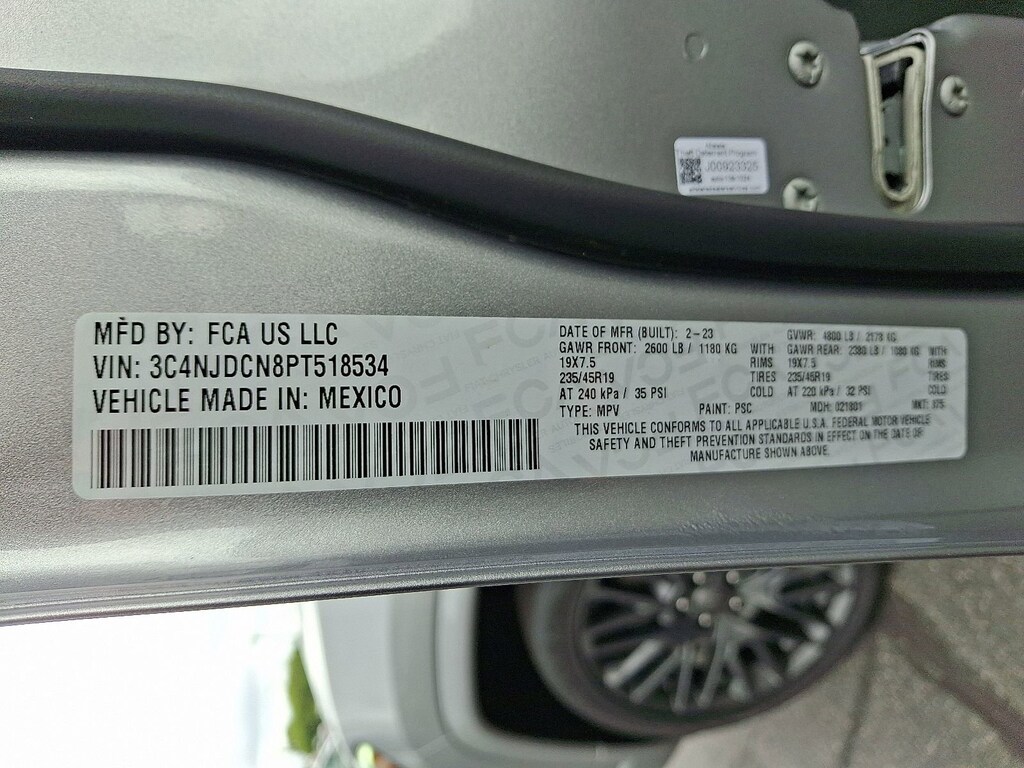 Theft Deterrent Program
J00923325
MFD BY: FCA US LLC
VIN: 3C4NJDCN8PT518534
VEHICLE MADE IN: MEXICO
DATE OF MFR (BUILT): 2-23 GVWR: 4800 LB / 2178 KG
GAWR FRONT: 2600 LB / 1180 KG WITH GAWR REAR: 2380 LB / 1080 KG WITH
19X7.5 RIMS 19X7.5 RIMS
235/45R19 TIRES 235/45R19 TIRES
AT 240 kPa / 35 PSI COLD AT 220 kPa / 32 PSI COLD
TYPE: MPV PAINT: PSC MDH: 021801 MKT:
THIS VEHICLE CONFORMS TO ALL APPLICABLE U.S.A. FEDERAL MOTOR VEHICLE
SAFETY AND THEFT PREVENTION STANDARDS IN EFFECT ON THE DATE OF
MANUFACTURE SHOWN ABOVE.